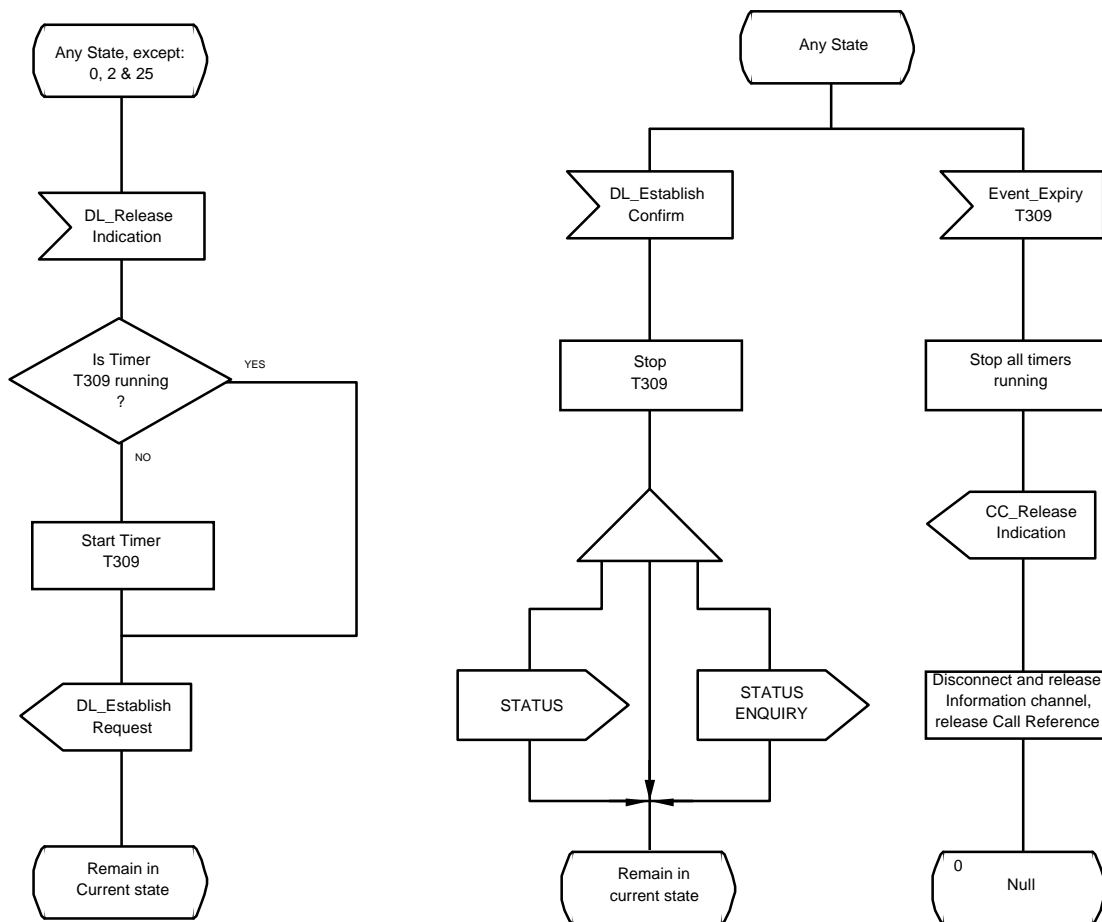 Any State, except:
0, 2 & 25
DL_Release
Indication
Is Timer
T309 running
?
YES
NO
Start Timer
T309
DL_Establish
Request
Remain in
Current state
Any State
DL_Establish
Confirm
Stop
T309
STATUS
STATUS
ENQUIRY
Remain in
current state
Event_Expiry
T309
Stop all timers
running
CC_Release
Indication
Disconnect and release
Information channel,
release Call Reference
0
Null